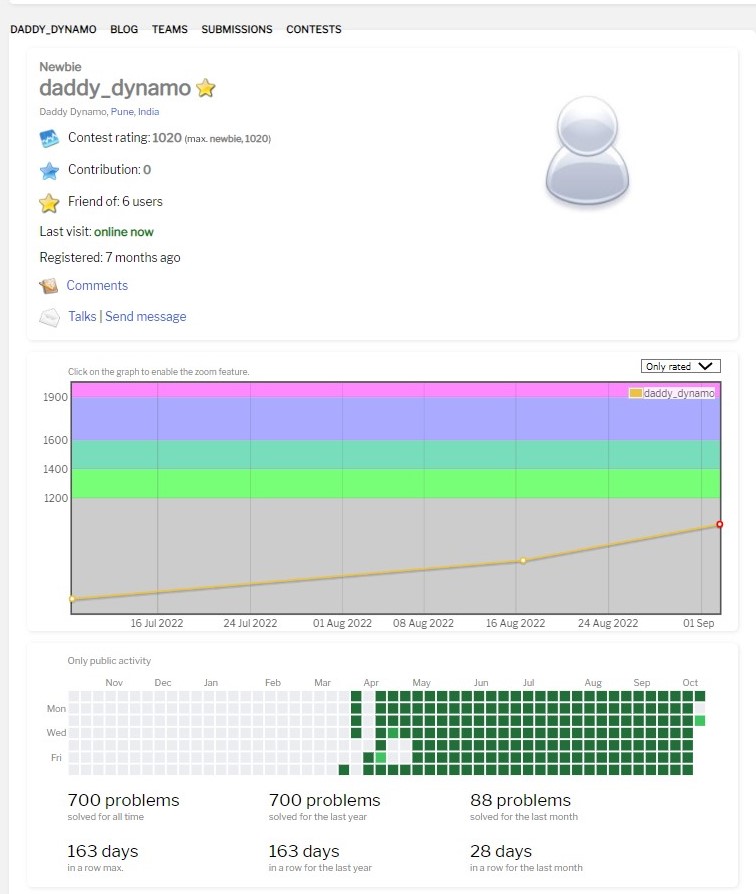 DADDY_DYNAMO BLOG TEAMS SUBMISSIONS CONTESTS
Newbie
daddy_dynamo
Daddy Dynamo, Pune, India
Contest rating: 1020 (max. newbie, 1020)
Contribution: 0
Friend of: 6 users
Last visit: online now
Registered: 7 months ago
Comments
Talks | Send message
Click on the graph to enable the zoom feature.
Only rated
daddy_dynamo
1900
1600
1400
1200
16 Jul 2022 24 Jul 2022 01 Aug 2022 08 Aug 2022 16 Aug 2022 24 Aug 2022 01 Sep
Only public activity
Nov Dec Jan Feb Mar Apr May Jun Jul Aug Sep Oct
Mon
Wed
Fri
700 problems 700 problems 88 problems
solved for all time solved for the last year solved for the last month
163 days 163 days 28 days
in a row max. in a row for the last year in a row for the last month